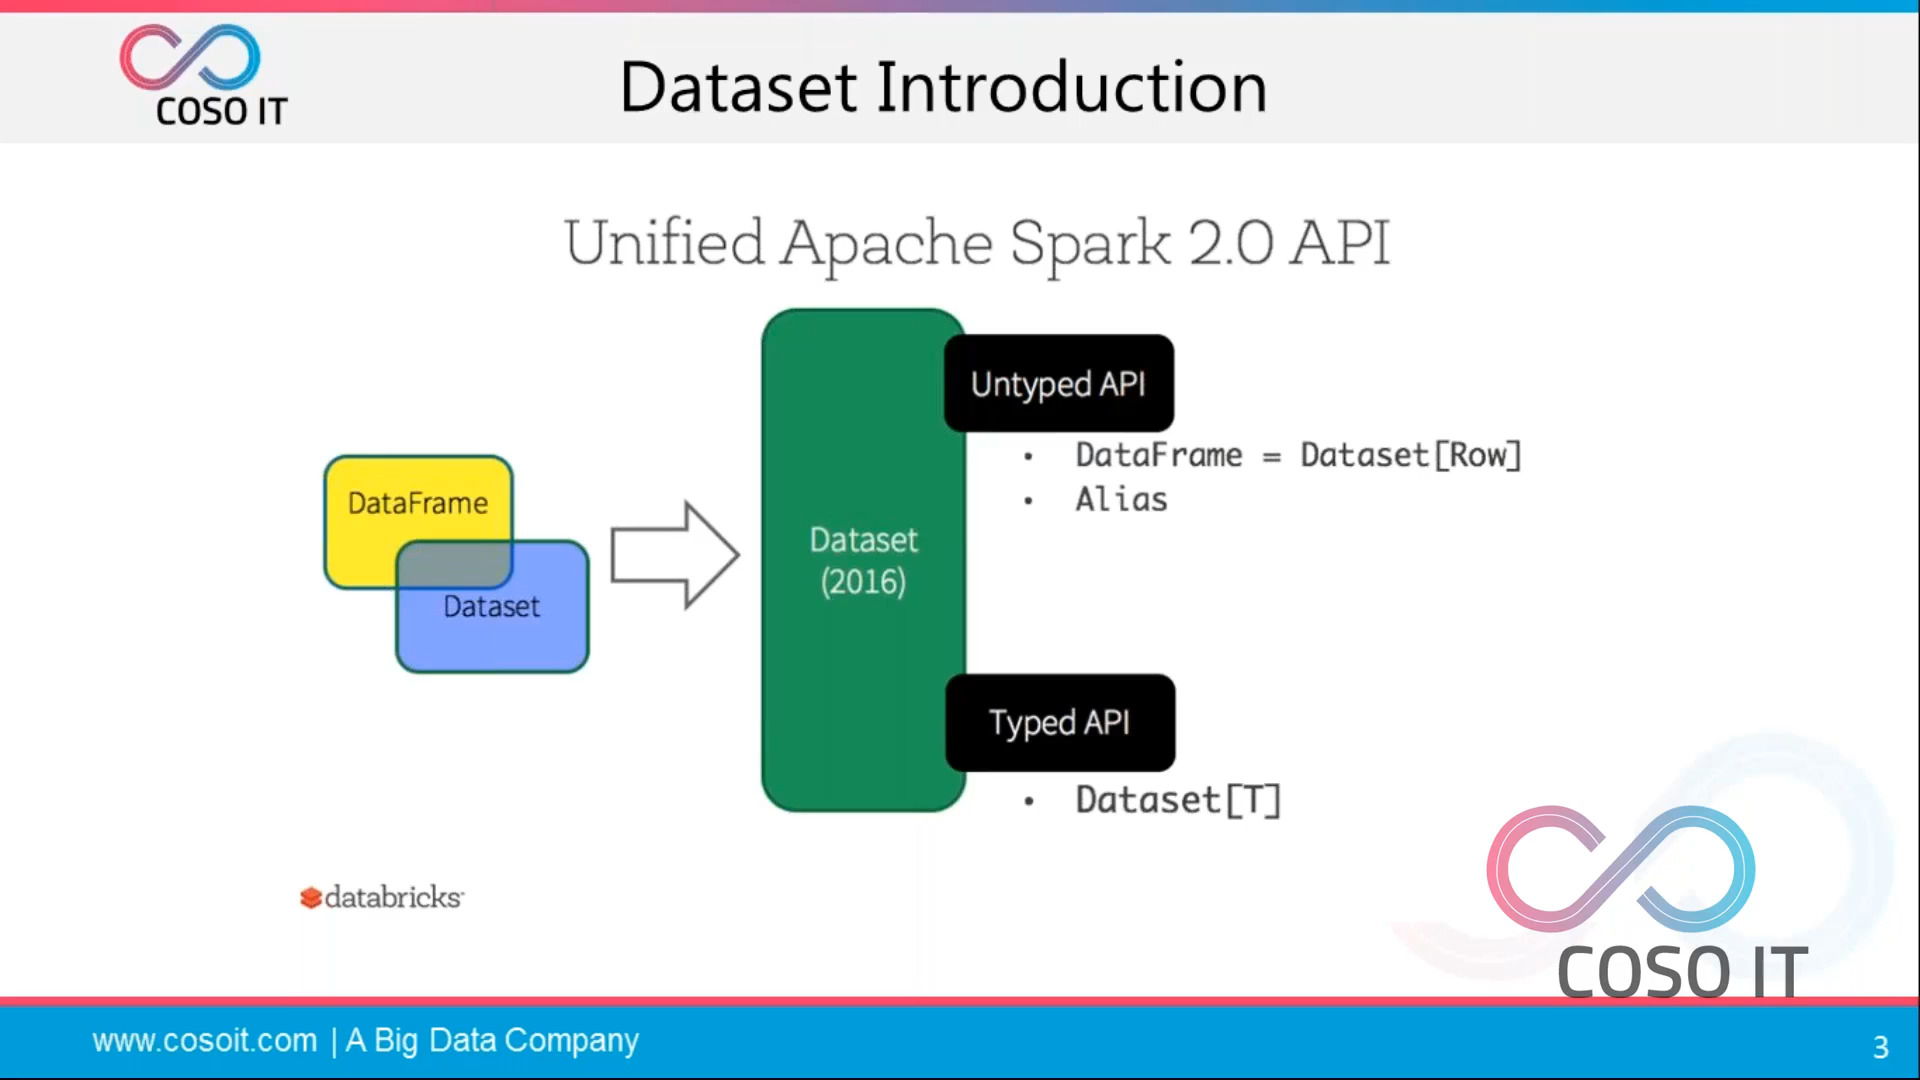 COSO IT
Dataset Introduction
Unified Apache Spark 2.0 API
Untyped API
• DataFrame = Dataset[Row]
• Alias
DataFrame
Dataset
Dataset
(2016)
Typed API
• Dataset[T]
databricks
COSO IT
www.cosoit.com | A Big Data Company
3